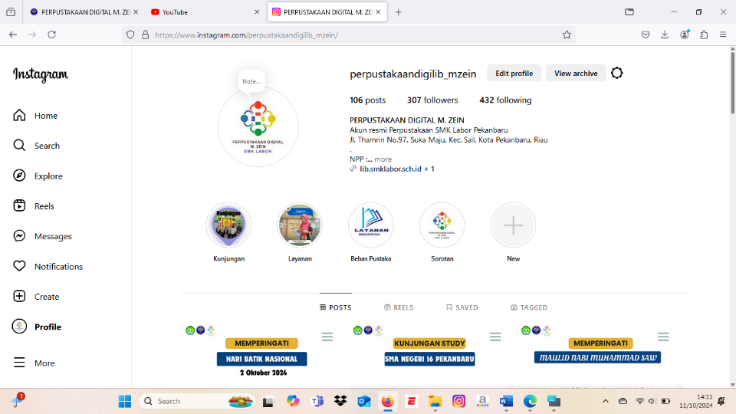 PERPUSTAKAAN DIGITAL M. ZE
YouTube
PERPUSTAKAAN DIGITAL M. ZEI
https://www.instagram.com/perpustakaandigilib_mzein/
Instagram
Home
Search
Explore
Reels
Messages
Notifications
Create
Profile
More
Note...
PERPUSTAKAAN DIGITAL
M. ZEIN
SMK LABOR
perpustakaandigilib_mzein
Edit profile
View archive
106 posts
307 followers
432 following
PERPUSTAKAAN DIGITAL M. ZEIN
Akun resmi Perpustakaan SMK Labor Pekanbaru
Jl. Thamrin No.97, Suka Maju, Kec. Sail, Kota Pekanbaru, Riau
.
NPP :... more
lib.smklabor.sch.id + 1
Kunjungan
LAYANAN
Kunjungan
Layanan
Bebas Pustaka
Sorotan
New
POSTS
REELS
SAVED
TAGGED
MEMPERINGATI
HARI BATIK NASIONAL
2 Oktober 2024
KUNJUNGAN STUDY
SMA NEGERI 16 PEKANBARU
MEMPERINGATI
MAULID NABI MUHAMMAD SAW
1
Search
14:11
11/10/2024